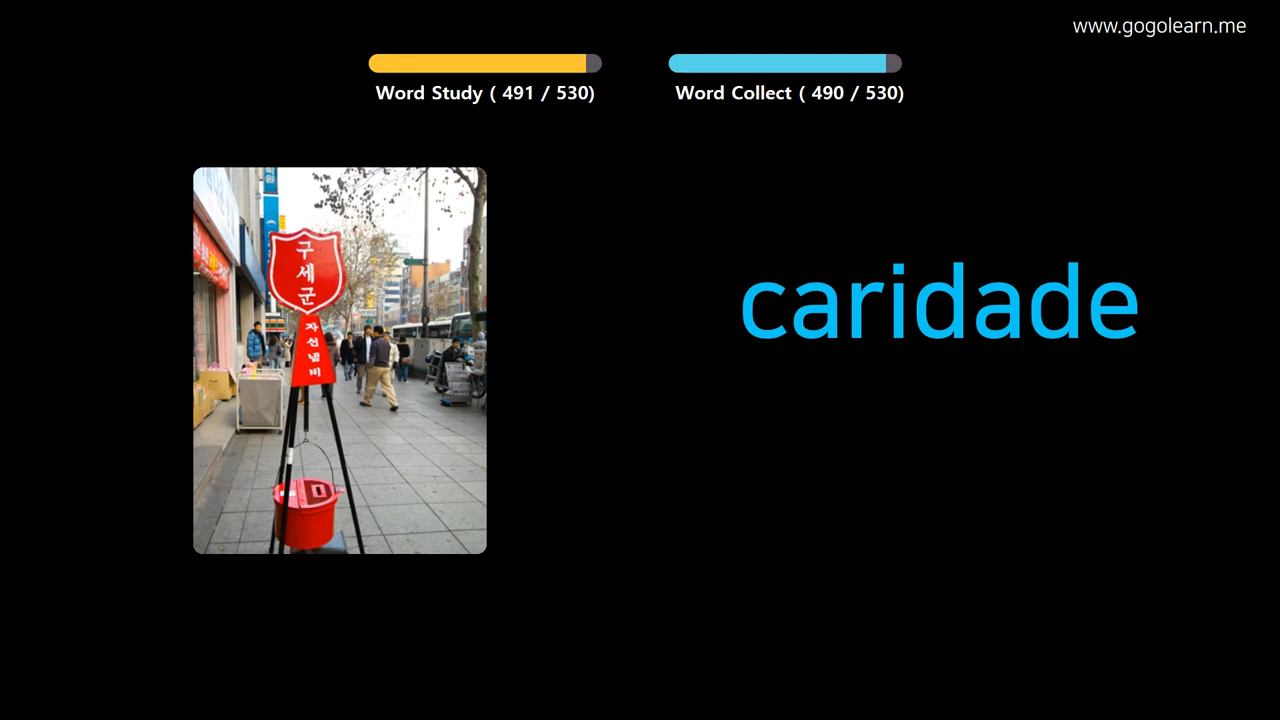 www.gogolearn.me
Word Study ( 491 / 530)
Word Collect ( 490 / 530)
구
세
군
자
선
냄
비
caridade